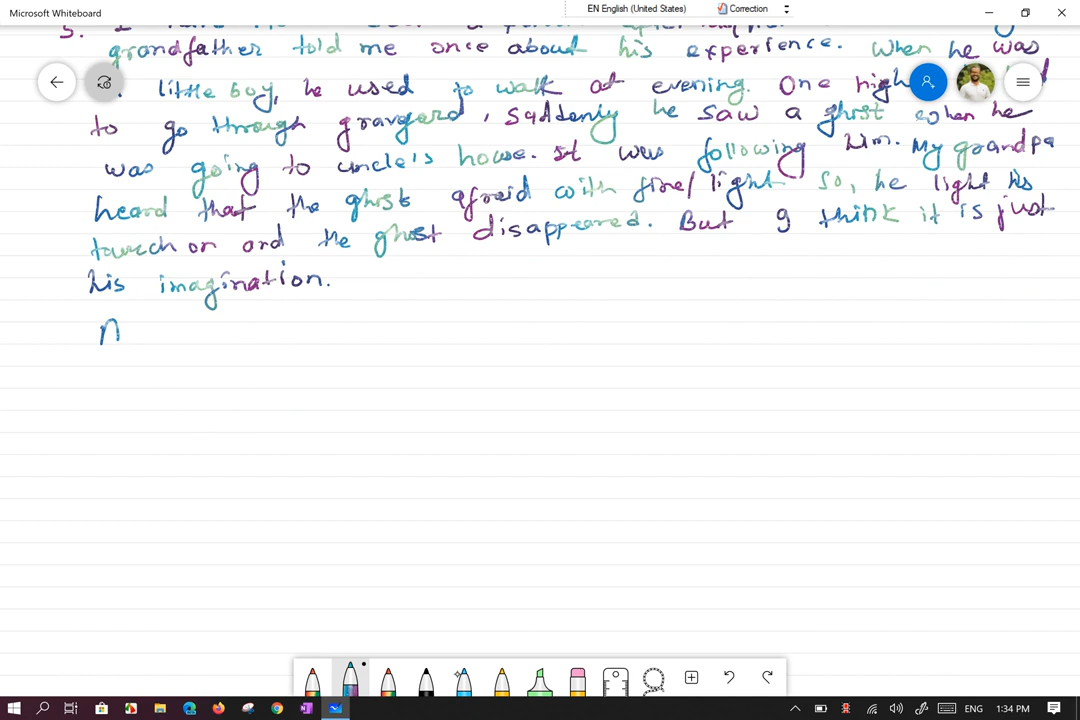 Microsoft Whiteboard
EN English (United States) Correction
grandfather told me once about his experience. When he was
little boy, he used to walk at evening. One nigh
to go through gravgard, suddenly he saw a ghost when he
was going to uncle's house. It was following him. My grandpa
heard that the ghost afraid with fire/light so, he light his
tourch on and the ghost disappeared. But I think it is just
his imagination.
n
ENG 1:34 PM